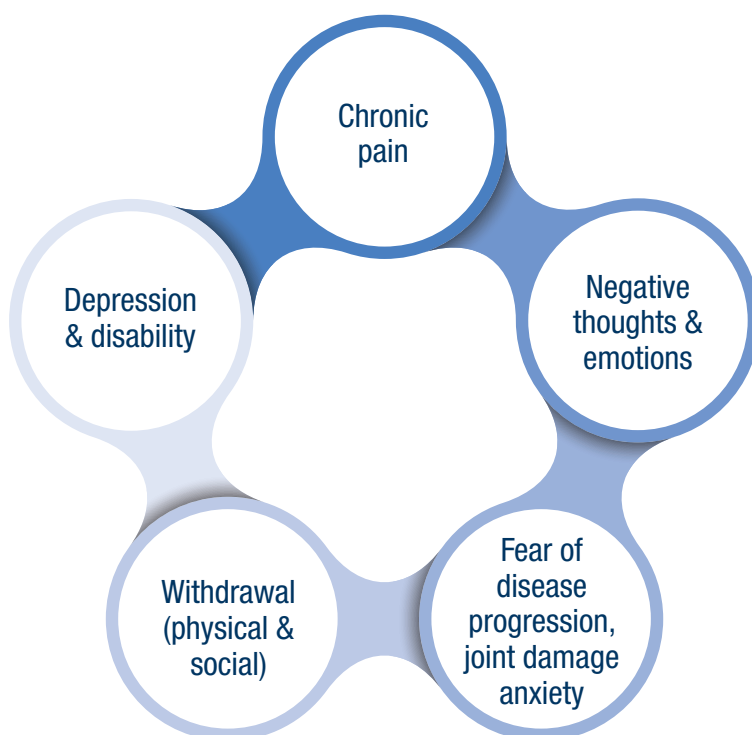 Chronic
pain
Negative
thoughts &
emotions
Fear of
disease
progression,
joint damage
anxiety
Withdrawal
(physical &
social)
Depression
& disability